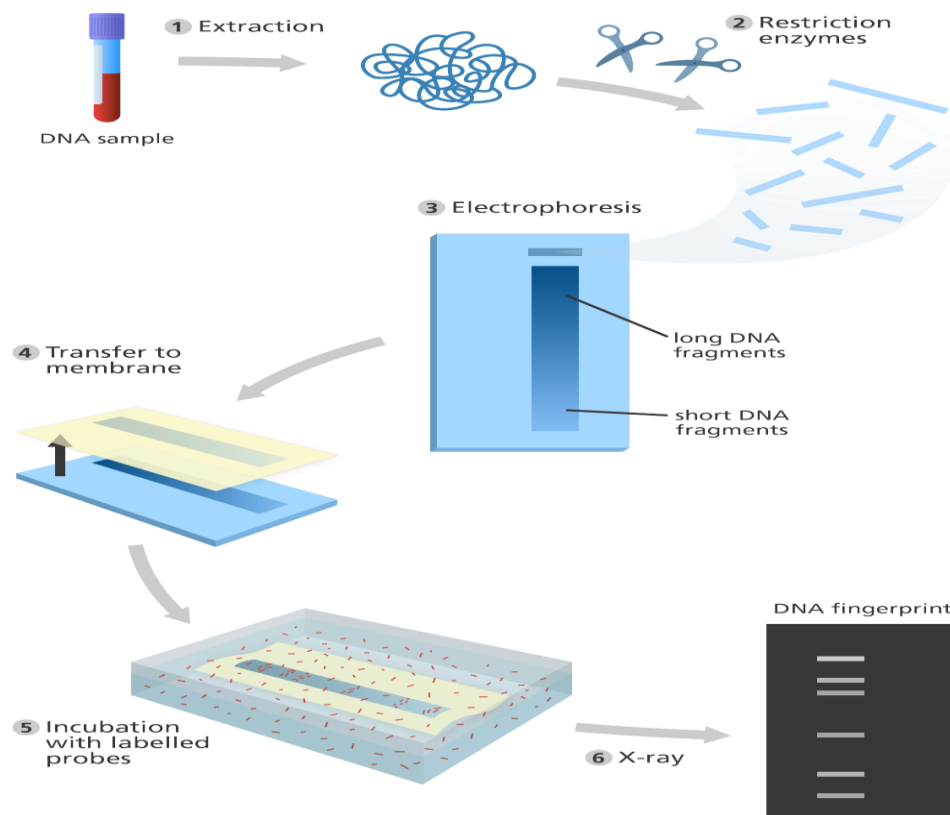 1 Extraction
2 Restriction
enzymes
DNA sample
3 Electrophoresis
long DNA
fragments
short DNA
fragments
4 Transfer to
membrane
DNA fingerprint
5 Incubation
with labelled
probes
6 X-ray